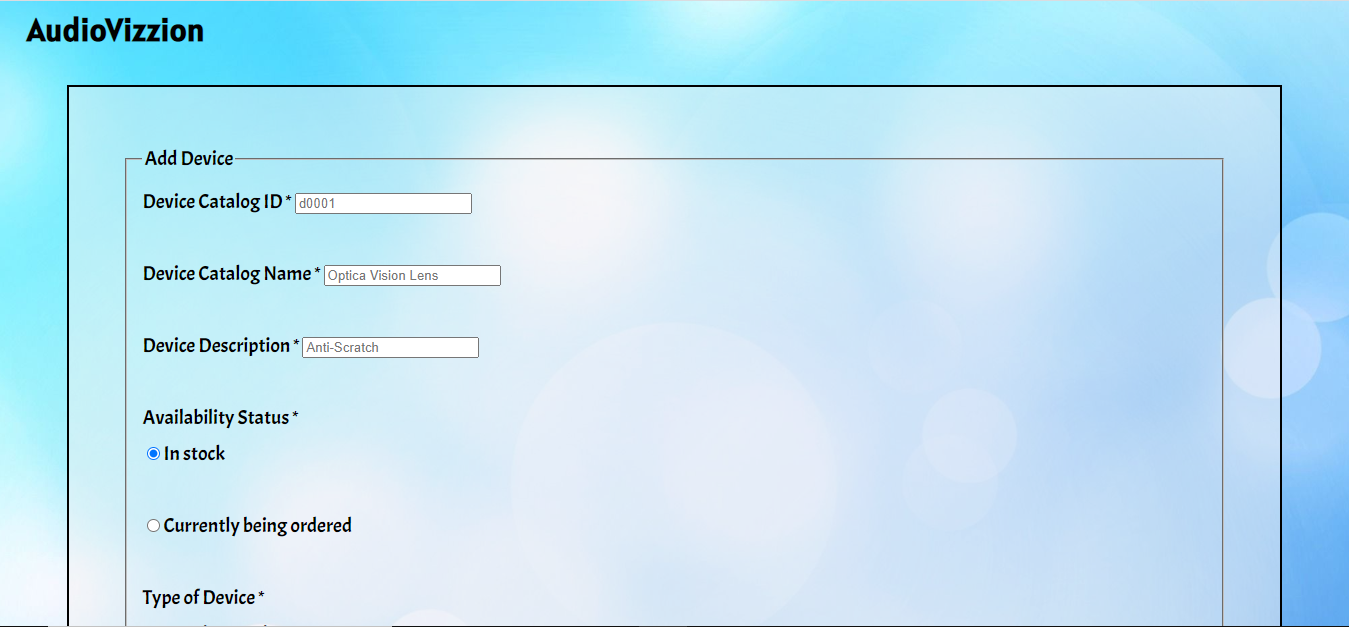 AudioVizzion
Add Device
Device Catalog ID * d0001
Device Catalog Name * Optica Vision Lens
Device Description * Anti-Scratch
Availability Status *
In stock
Currently being ordered
Type of Device *